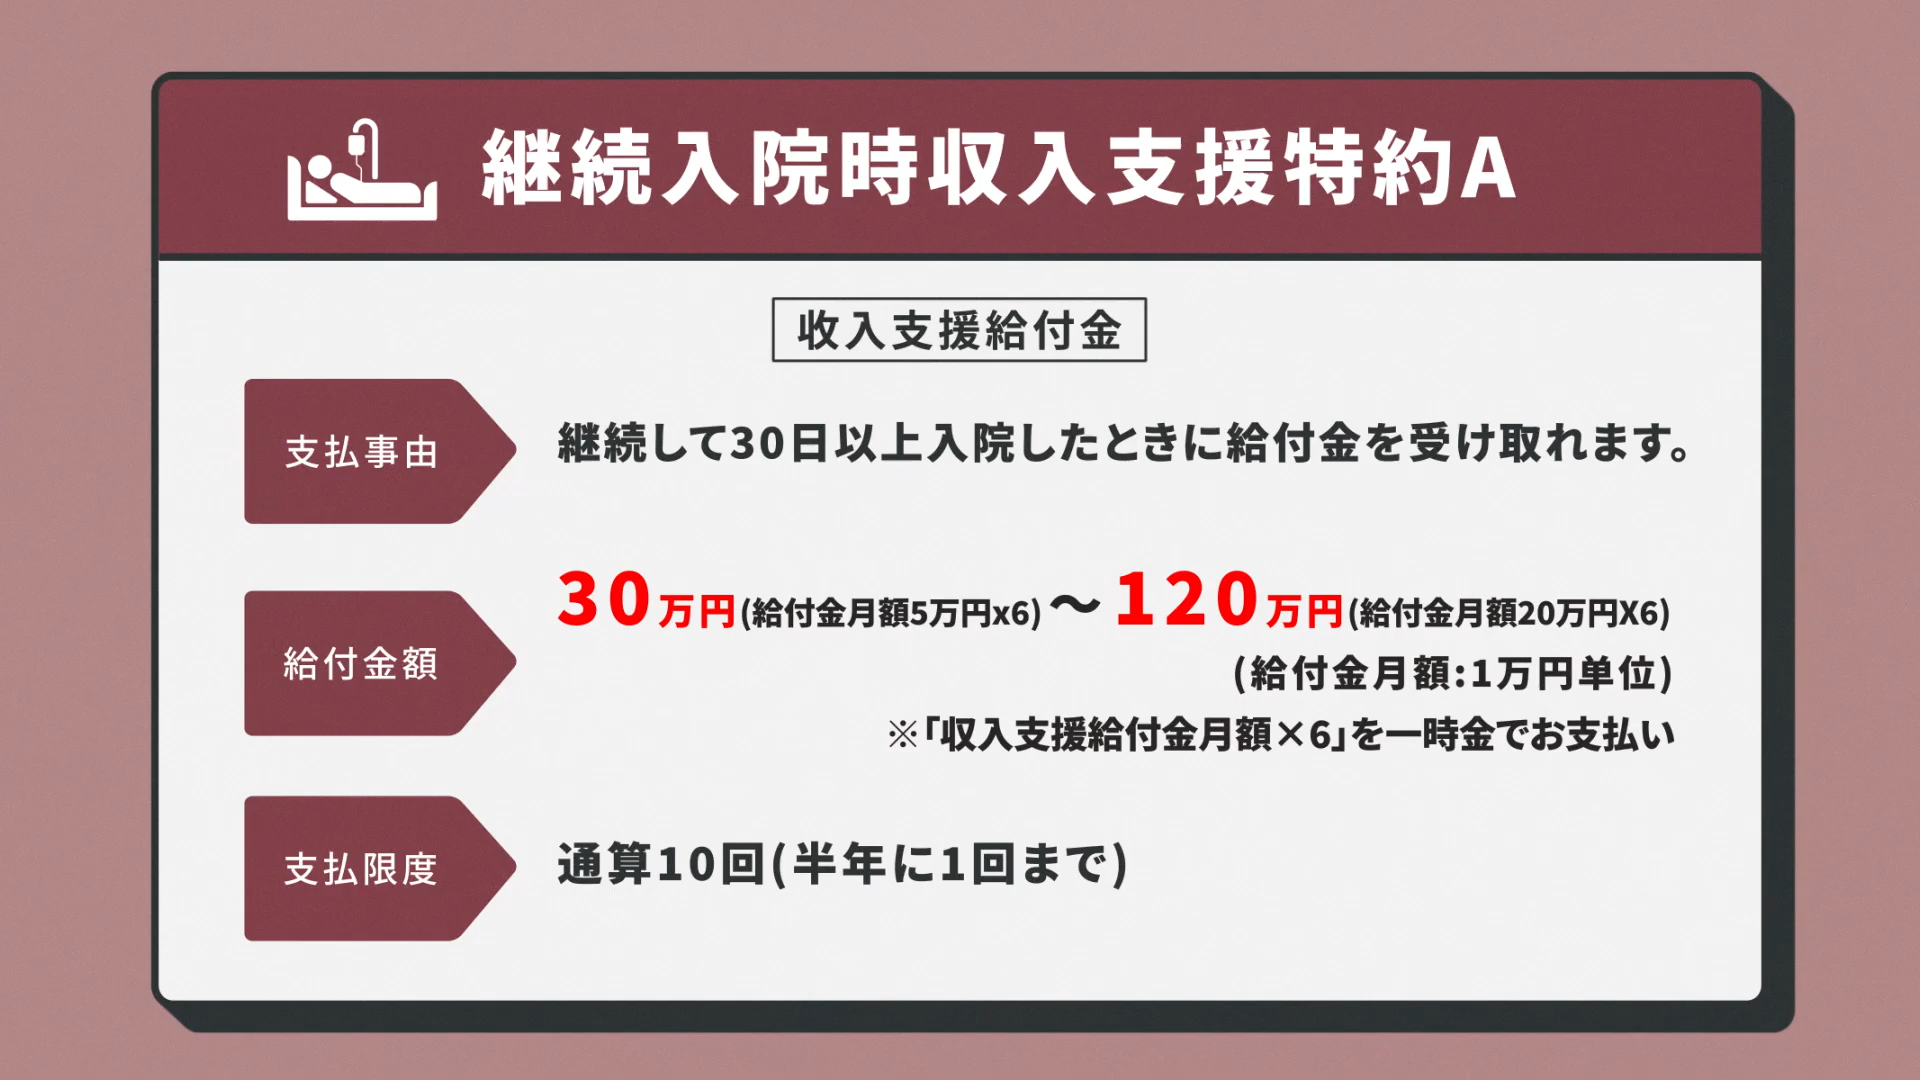 継続入院時収入支援特約A
収入支援給付金
支払事由
継続して30日以上入院したときに給付金を受け取れます。
給付金額
30万円(給付金月額5万円x6)〜120万円(給付金月額20万円X6)
(給付金月額:1万円単位)
※「収入支援給付金月額×6」を一時金でお支払い
支払限度
通算10回(半年に1回まで)